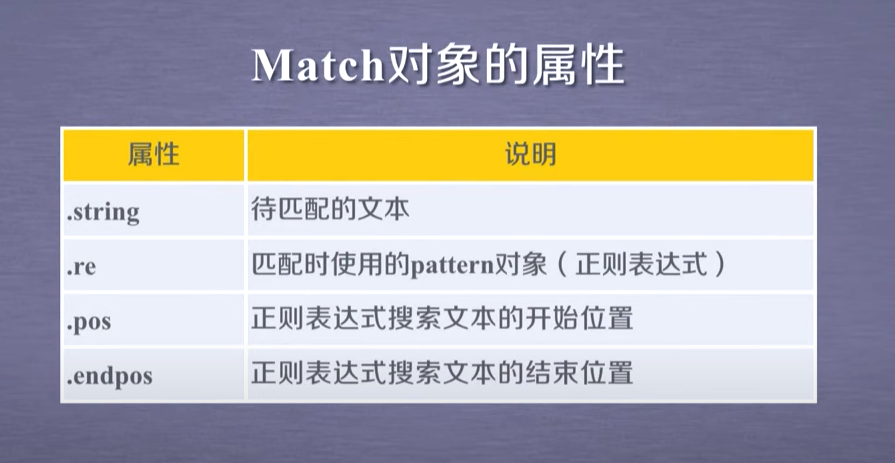 Match对象的属性
属性 说明
.string 待匹配的文本
.re 匹配时使用的pattern对象（正则表达式）
.pos 正则表达式搜索文本的开始位置
.endpos 正则表达式搜索文本的结束位置